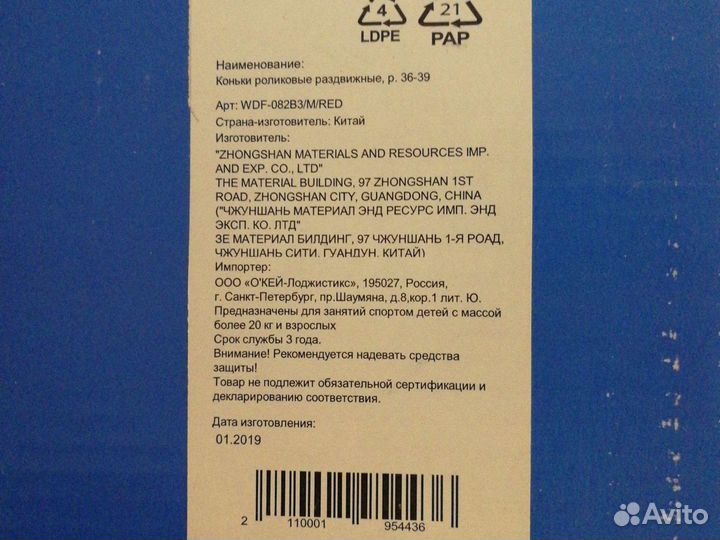 4 21
LDPE PAP
Наименование:
Коньки роликовые раздвижные, р. 36-39
Арт: WDF-082B3/M/RED
Страна-изготовитель: Китай
Изготовитель:
"ZHONGSHAN MATERIALS AND RESOURCES IMP.
AND EXP. CO., LTD"
THE MATERIAL BUILDING, 97 ZHONGSHAN 1ST
ROAD, ZHONGSHAN CITY, GUANGDONG, CHINA
("ЧЖУНШАНЬ МАТЕРИАЛ ЭНД РЕСУРС ИМП. ЭНД
ЭКСП. КО. ЛТД"
ЗЕ МАТЕРИАЛ БИЛДИНГ, 97 ЧЖУНШАНЬ 1-Я РОАД,
ЧЖУНШАНЬ СИТИ, ГУАНДУН, КИТАЙ)
Импортер:
ООО «О'КЕЙ-Лоджистикс», 195027, Россия,
г. Санкт-Петербург, пр.Шаумяна, д.8,кор.1 лит. Ю.
Предназначены для занятий спортом детей с массой
более 20 кг и взрослых
Срок службы 3 года.
Внимание! Рекомендуется надевать средства
защиты!
Товар не подлежит обязательной сертификации и
декларированию соответствия.
Дата изготовления:
01.2019
2 110001 954436
Avito